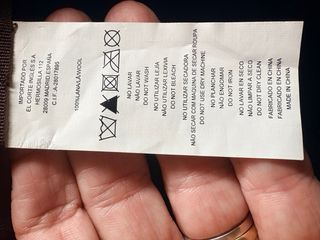 IMPORTADO POR
EL CORTE INGLES S.A
HERMOSILLA 112
28009 MADRID, ESPAÑA
C.I.F.:A-28017895
100%LANA/LÃ/WOOL
NO LAVAR
NÃO LAVAR
DO NOT WASH
NO UTILIZAR LEJIA
NÃO UTILIZAR LEXIVIA
DO NOT BLEACH
NO UTILIZAR SECADORA
NÃO SECAR COM MAQUINA DE SECAR ROUPA
DO NOT USE DRY MACHINE
NO PLANCHAR
NÃO ENGOMAR
DO NOT IRON
NO LAVAR EN SECO
NÃO LIMPAR A SECO
DO NOT DRY CLEAN
FABRICADO EN CHINA
FABRICADO EM CHINA
MADE IN CHINA